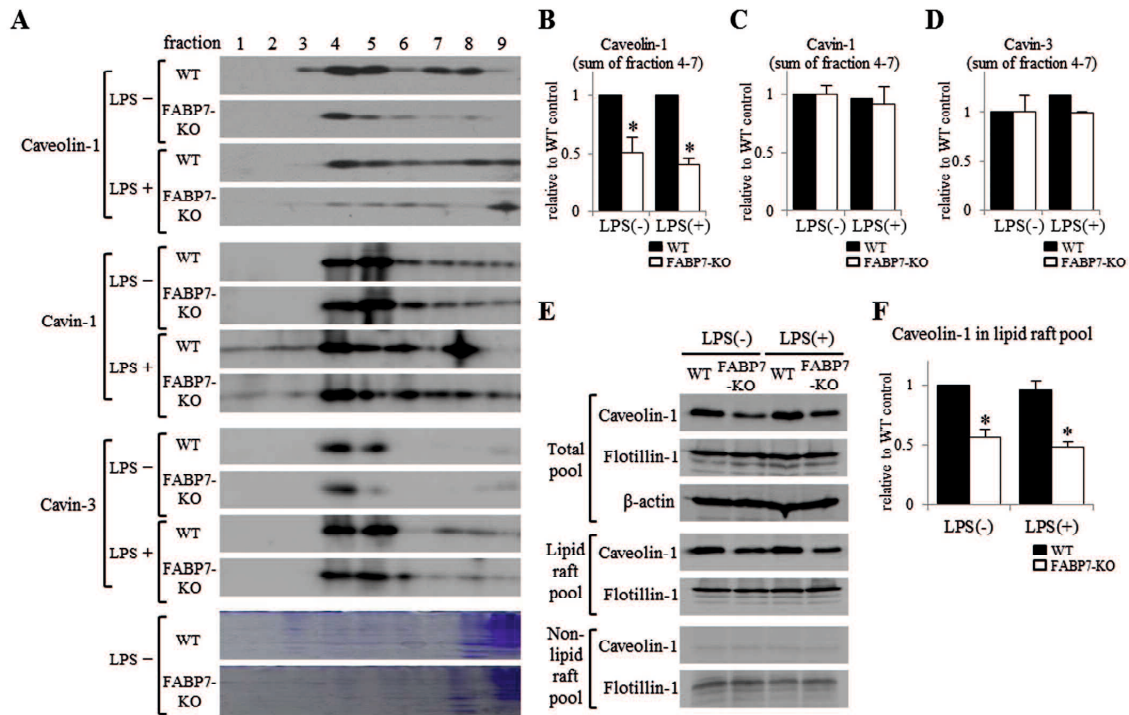 A
fraction 1 2 3 4 5 6 7 8 9
Caveolin-1
LPS −
WT
FABP7-
KO
LPS +
WT
FABP7-
KO
Cavin-1
LPS −
WT
FABP7-
KO
LPS +
WT
FABP7-
KO
Cavin-3
LPS −
WT
FABP7-
KO
LPS +
WT
FABP7-
KO
LPS −
WT
FABP7-
KO
B
Caveolin-1
(sum of fraction 4-7)
relative to WT control
1
0.5
0
*
*
LPS(-) LPS(+)
WT
FABP7-KO
C
Cavin-1
(sum of fraction 4-7)
relative to WT control
1
0.5
0
LPS(-) LPS(+)
WT
FABP7-KO
D
Cavin-3
(sum of fraction 4-7)
relative to WT control
1
0.5
0
LPS(-) LPS(+)
WT
FABP7-KO
E
LPS(-) LPS(+)
WT FABP7 WT FABP7
-KO -KO
Total
pool
Caveolin-1
Flotillin-1
β-actin
Lipid
raft
pool
Caveolin-1
Flotillin-1
Non-
lipid
raft
pool
Caveolin-1
Flotillin-1
F
Caveolin-1 in lipid raft pool
relative to WT control
1
0.5
0
*
*
LPS(-) LPS(+)
WT
FABP7-KO